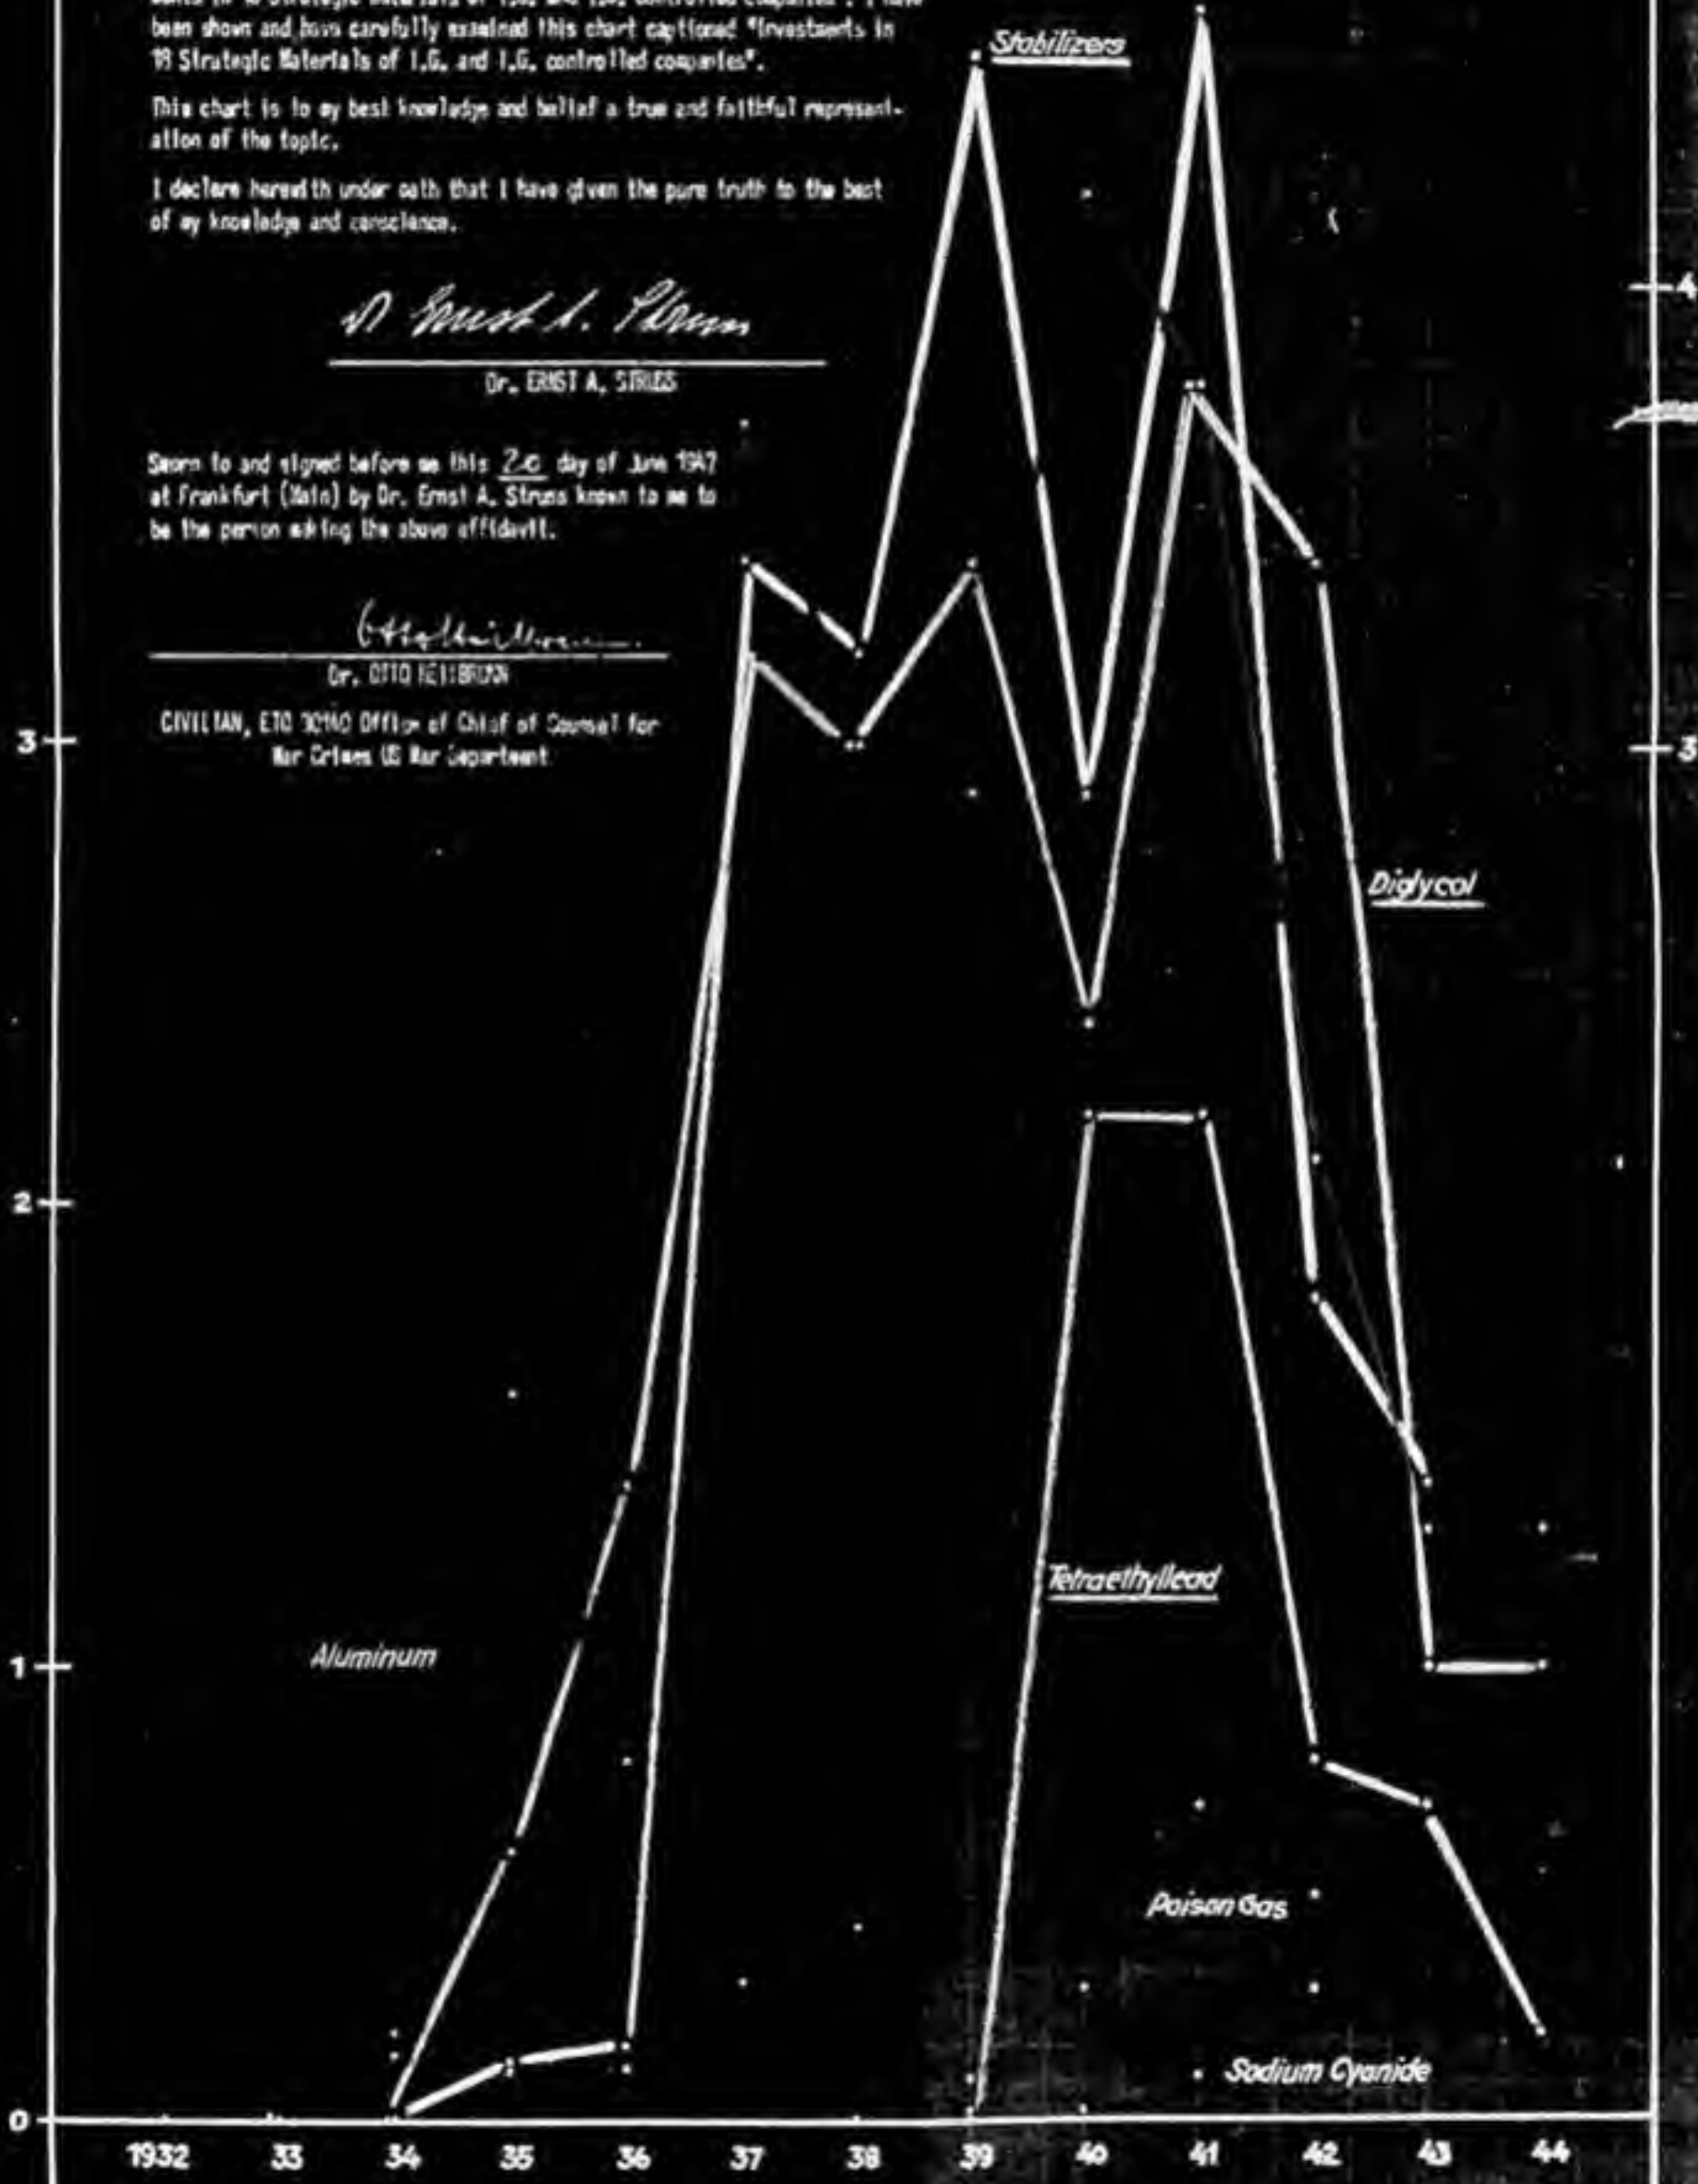 been shown and have carefully examined this chart captioned "Investments in
18 Strategic Materials of I.G. and I.G. controlled companies".
This chart is to my best knowledge and belief a true and faithful represent-
ation of the topic.
I declare herewith under oath that I have given the pure truth to the best
of my knowledge and conscience.
Dr. ERNST A. STRUSS
Sworn to and signed before me this 20 day of June 1947
at Frankfurt (Main) by Dr. Ernst A. Struss known to me to
be the person making the above affidavit.
Dr. OTTO HEILBRUNN
CIVILIAN, ETO Office of Chief of Counsel for
War Crimes US War Department
Stabilizers
4
3
3
Diglycol
2
Tetraethyllead
Aluminum
1
Poison Gas
Sodium Cyanide
0
1932 33 34 35 36 37 38 39 40 41 42 43 44